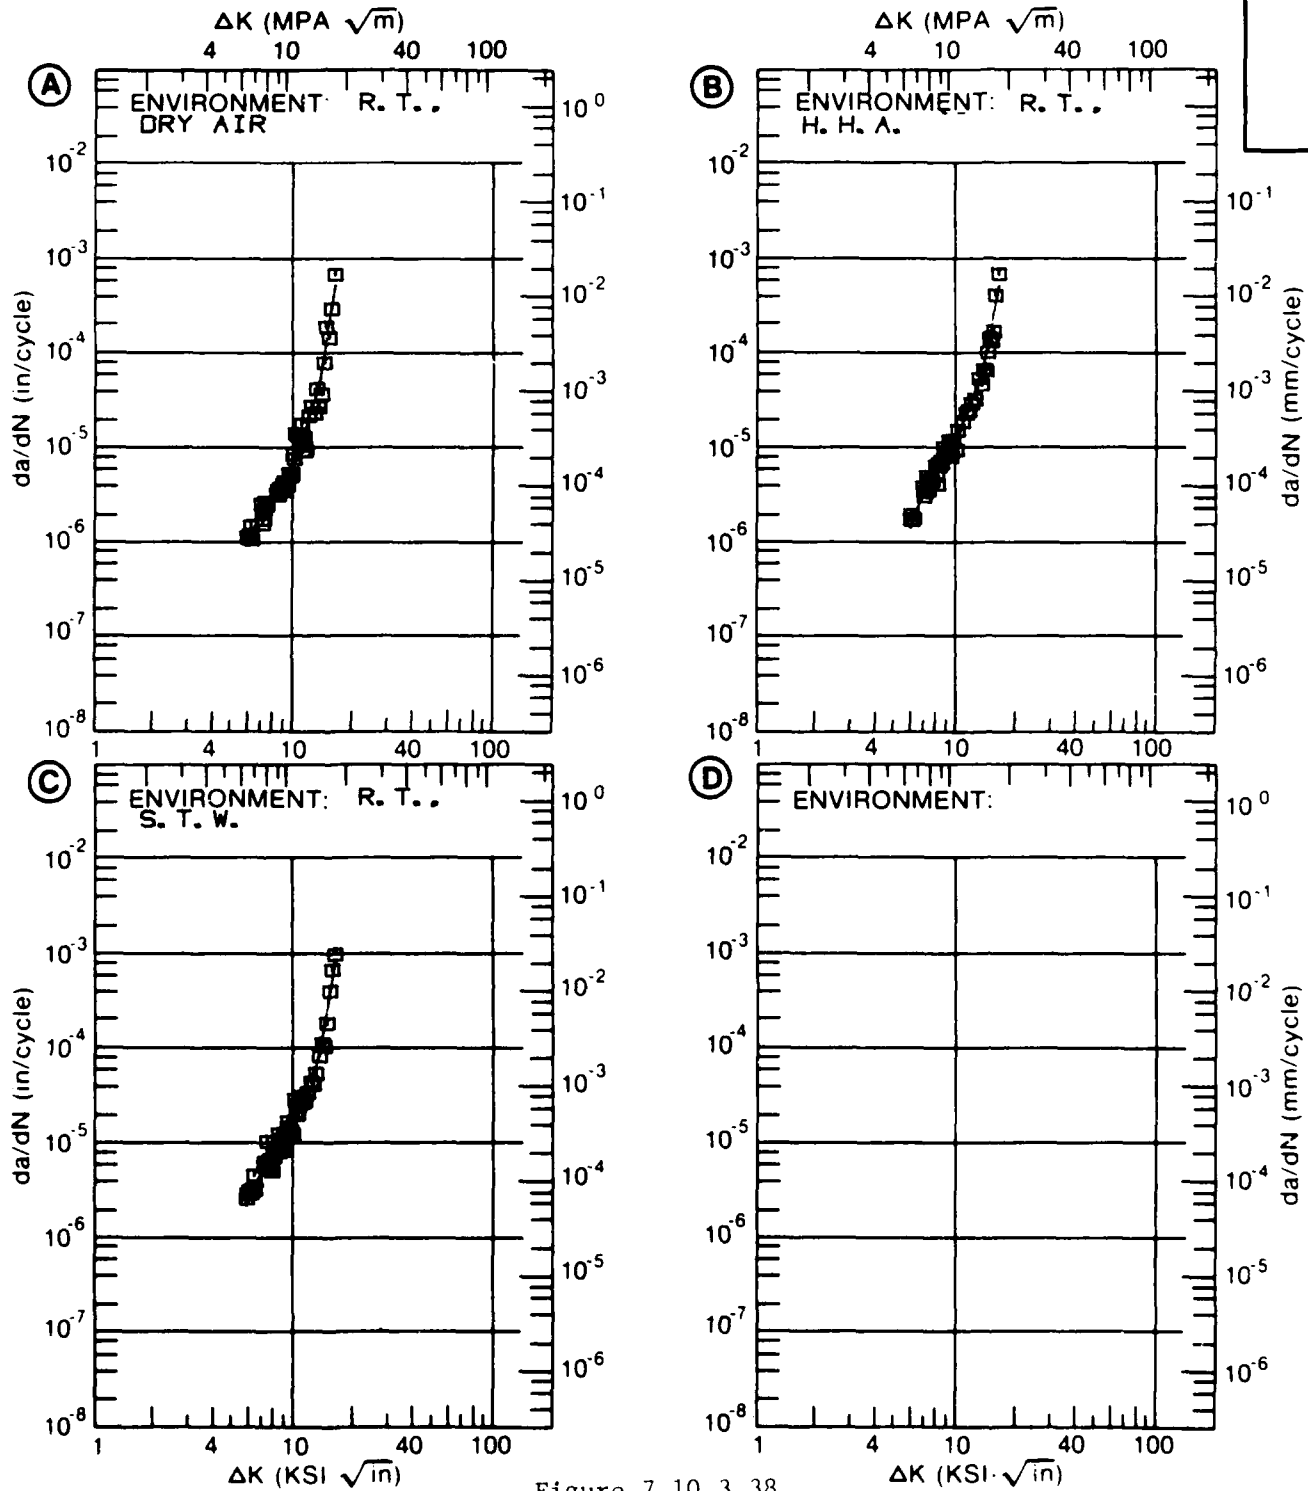 ΔK (MPA √m)
4 10 40 100
ΔK (MPA √m)
4 10 40 100
A
ENVIRONMENT: R. T.,
DRY AIR
10^0
10^-2
10^-1
10^-3
10^-2
10^-4
10^-3
10^-5
10^-4
10^-6
10^-5
10^-7
10^-6
10^-8
da/dN (in/cycle)
1 4 10 40 100
B
ENVIRONMENT: R. T.,
H. H. A.
10^-2
10^-1
10^-3
10^-2
10^-4
10^-3
10^-5
10^-4
10^-6
10^-5
10^-7
10^-6
10^-8
da/dN (mm/cycle)
1 4 10 40 100
C
ENVIRONMENT: R. T.,
S. T. W.
10^0
10^-2
10^-1
10^-3
10^-2
10^-4
10^-3
10^-5
10^-4
10^-6
10^-5
10^-7
10^-6
10^-8
da/dN (in/cycle)
1 4 10 40 100
ΔK (KSI √in)
D
ENVIRONMENT:
10^0
10^-2
10^-1
10^-3
10^-2
10^-4
10^-3
10^-5
10^-4
10^-6
10^-5
10^-7
10^-6
10^-8
da/dN (mm/cycle)
1 4 10 40 100
ΔK (KSI·√in)
Figure 7.10.3.38